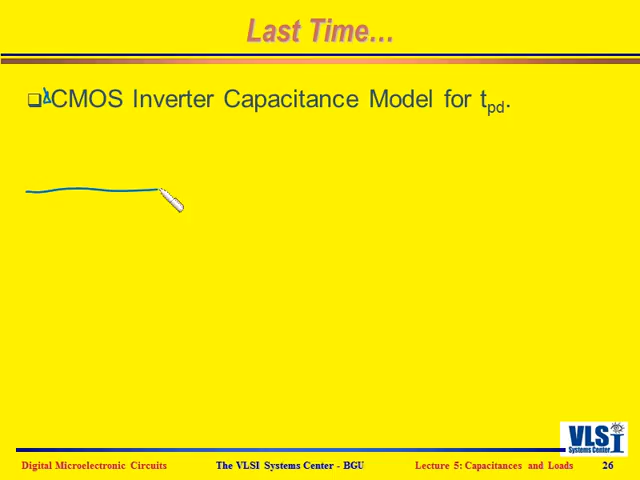 Last Time…
CMOS Inverter Capacitance Model for tpd.
VLSI
Systems Center
Digital Microelectronic Circuits
The VLSI Systems Center - BGU
Lecture 5: Capacitances and Loads
26